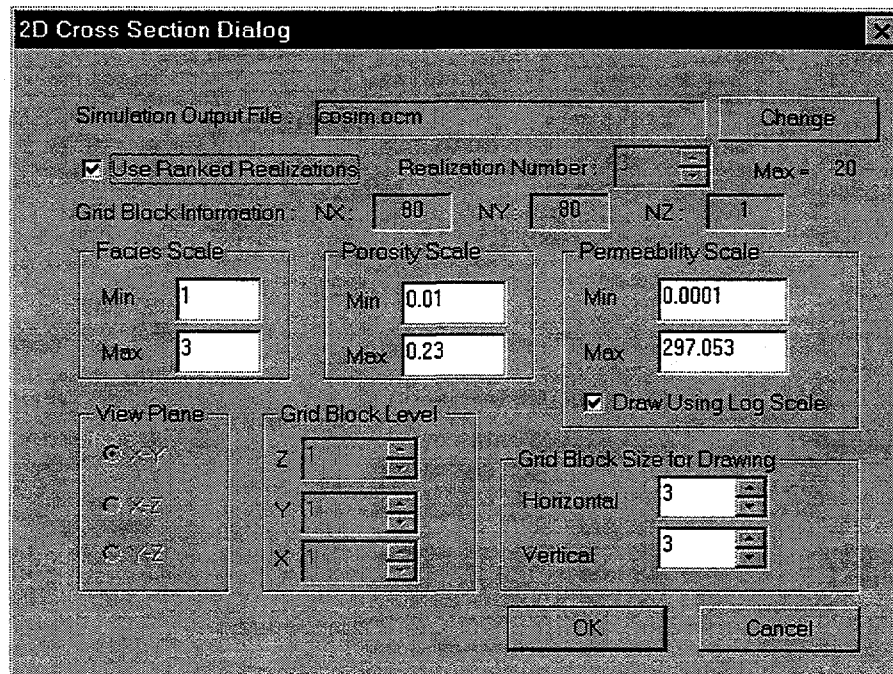 2D Cross Section Dialog
Simulation Output File : cosim.ocm Change
Use Ranked Realizations Realization Number : Max = 20
Grid Block Information : NX : 80 NY : 80 NZ : 1
Facies Scale Porosity Scale Permeability Scale
Min 1 Min 0.01 Min 0.0001
Max 3 Max 0.23 Max 297.053
Draw Using Log Scale
View Plane Grid Block Level
X-Y Z 1 Grid Block Size for Drawing
X-Z Y 1 Horizontal 3
Y-Z X 1 Vertical 3
OK Cancel